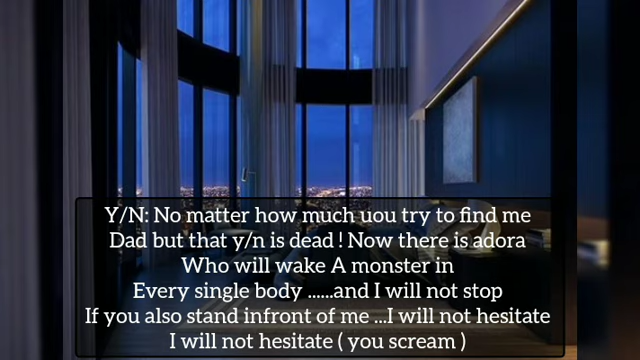 Y/N: No matter how much uou try to find me
Dad but that y/n is dead ! Now there is adora
Who will wake A monster in
Every single body ......and I will not stop
If you also stand infront of me ...I will not hesitate
I will not hesitate ( you scream )